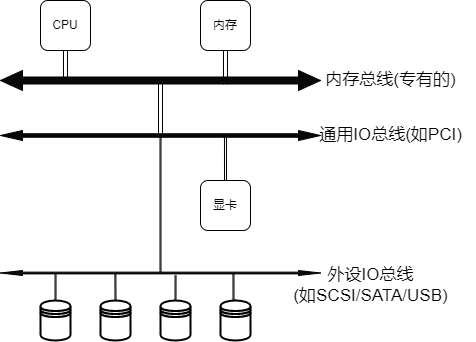 CPU
内存
内存总线(专有的)
通用IO总线(如PCI)
显卡
外设IO总线
(如SCSI/SATA/USB)